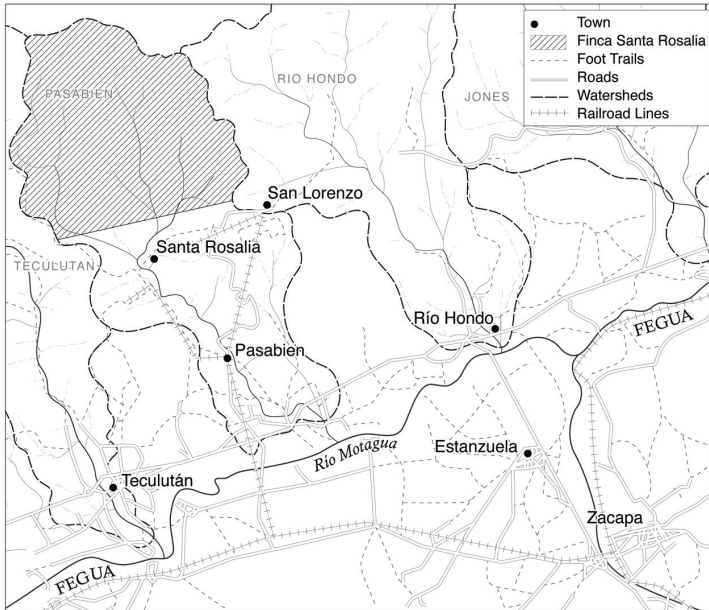 Town
Finca Santa Rosalia
Foot Trails
Roads
Watersheds
Railroad Lines
PASABIEN
RIO HONDO
JONES
San Lorenzo
Santa Rosalia
TECULUTAN
Río Hondo
FEGUA
Pasabien
Río Motagua
Estanzuela
Teculután
Zacapa
FEGUA